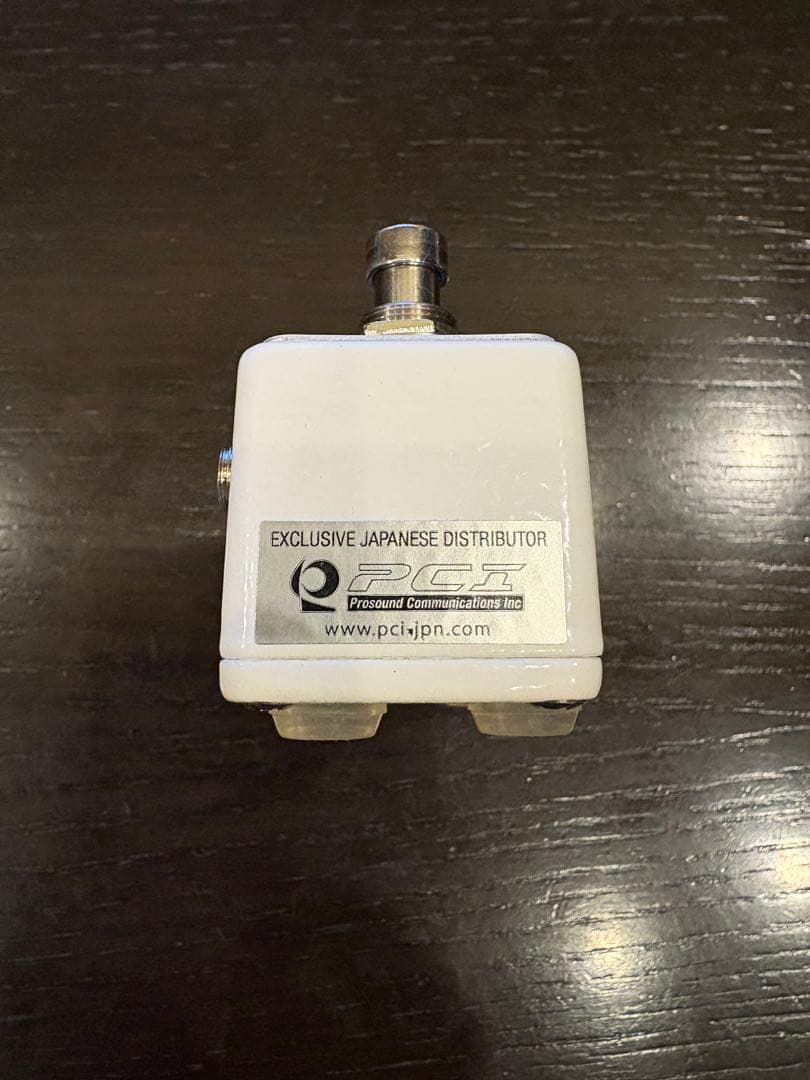 EXCLUSIVE JAPANESE DISTRIBUTOR
PCI
Prosound Communications Inc
www.pci-jpn.com